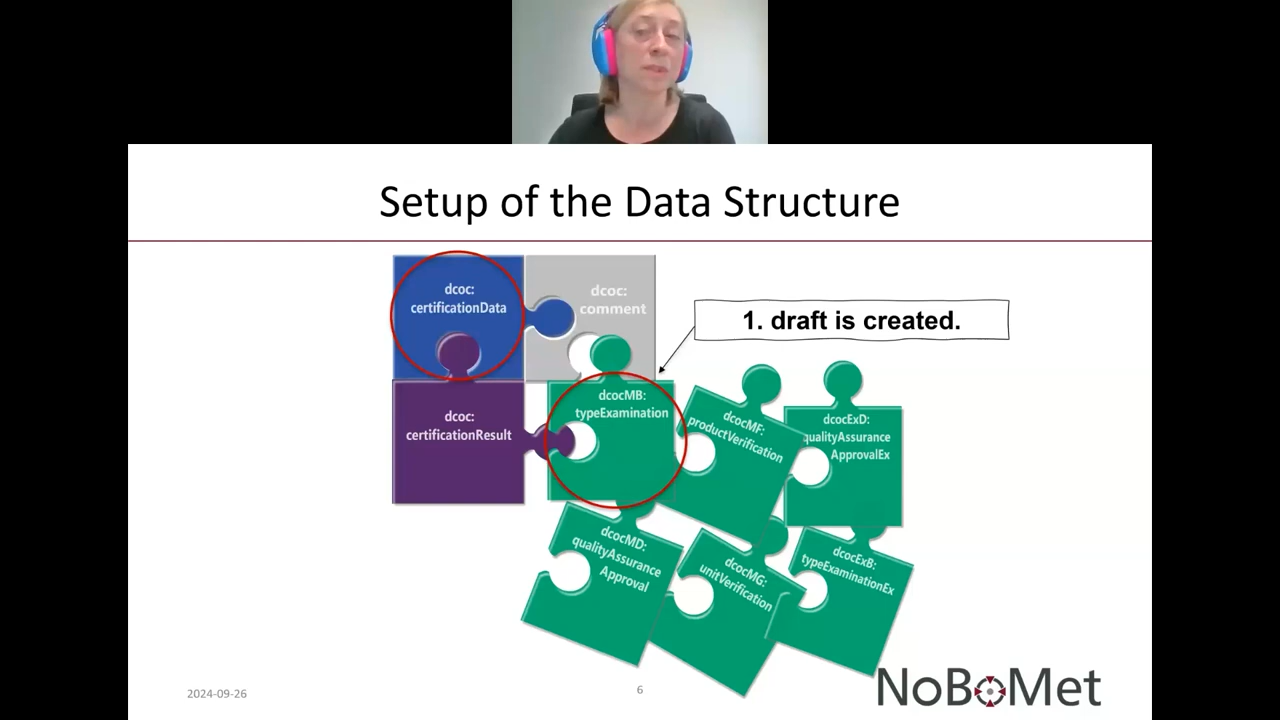 Setup of the Data Structure
dcoc:
certificationData
dcoc:
comment
1. draft is created.
dcoc:
certificationResult
dcocMB:
typeExamination
dcocMF:
productVerification
dcocExD:
qualityAssurance
ApprovalEx
dcocMD:
qualityAssurance
Approval
dcocMG:
unitVerification
dcocExB:
typeExaminationEx
2024-09-26
6
NoBoMet